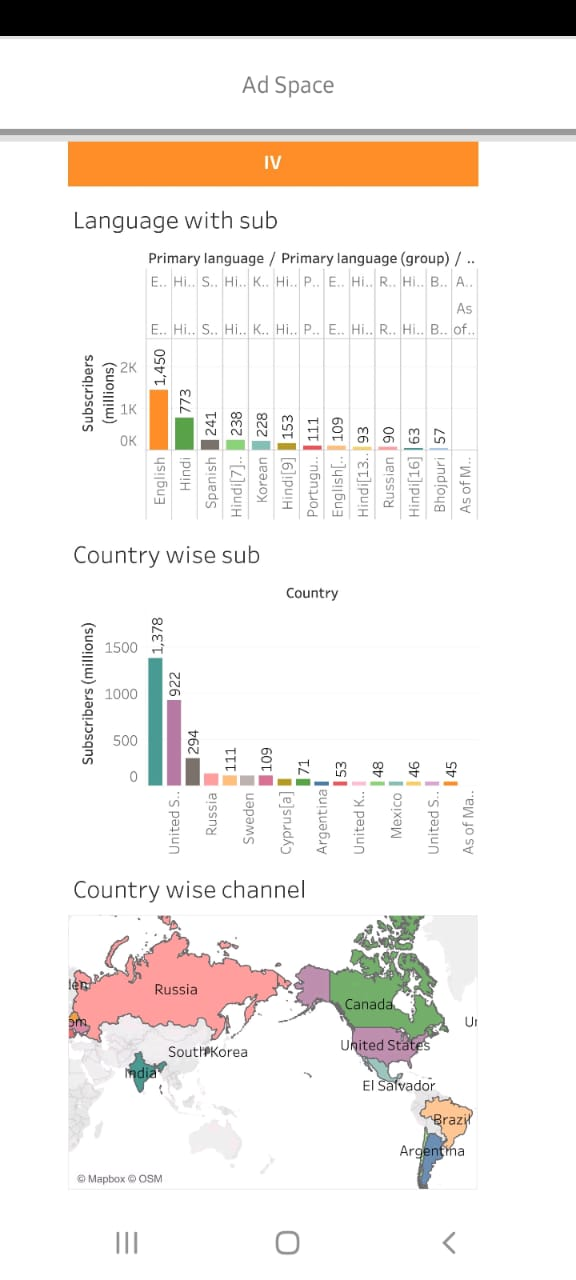 Ad Space
IV
Language with sub
Primary language / Primary language (group) / ..
E.. Hi.. S.. Hi.. K.. Hi.. P.. E.. Hi.. R.. Hi.. B.. A..
As
E.. Hi.. S.. Hi.. K.. Hi.. P.. E.. Hi.. R.. Hi.. B.. of..
Subscribers
(millions)
2K
1K
0K
1,450
773
241
238
228
153
111
109
93
90
63
57
English
Hindi
Spanish
Hindi[7]..
Korean
Hindi[9]
Portugu..
English[..
Hindi[13..
Russian
Hindi[16]
Bhojpuri
As of M..
Country wise sub
Country
Subscribers (millions)
1500
1000
500
0
1,378
922
294
111
109
71
53
48
46
45
United S..
Russia
Sweden
Cyprus[a]
Argentina
United K..
Mexico
United S..
As of Ma..
Country wise channel
Russia
Canada
South Korea
United States
India
El Salvador
Brazil
Argentina
© Mapbox © OSM